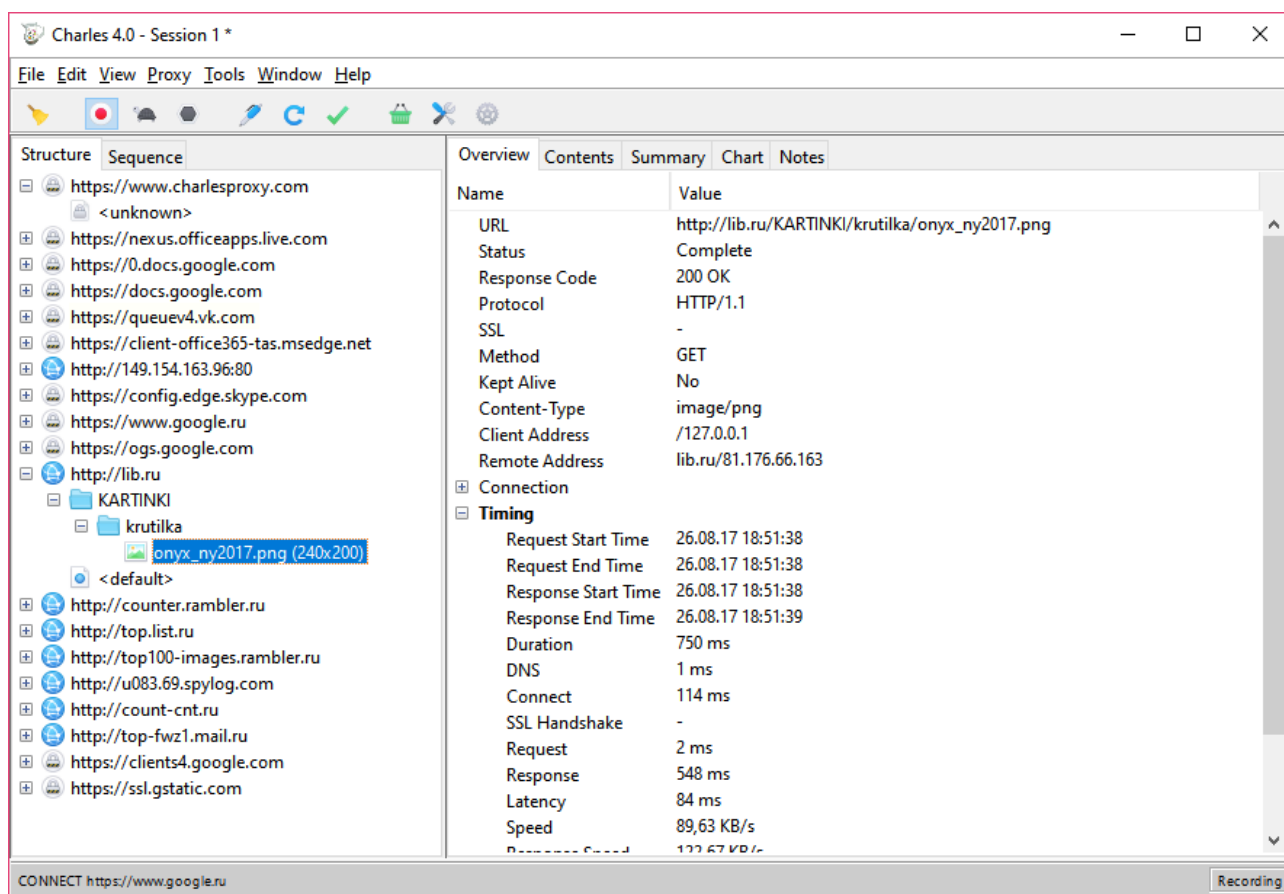 Charles 4.0 - Session 1 *
File Edit View Proxy Tools Window Help
Structure Sequence
https://www.charlesproxy.com
<unknown>
https://nexus.officeapps.live.com
https://0.docs.google.com
https://docs.google.com
https://queuev4.vk.com
https://client-office365-tas.msedge.net
http://149.154.163.96:80
https://config.edge.skype.com
https://www.google.ru
https://ogs.google.com
http://lib.ru
KARTINKI
krutilka
onyx_ny2017.png (240x200)
<default>
http://counter.rambler.ru
http://top.list.ru
http://top100-images.rambler.ru
http://u083.69.spylog.com
http://count-cnt.ru
http://top-fwz1.mail.ru
https://clients4.google.com
https://ssl.gstatic.com
Overview Contents Summary Chart Notes
Name Value
URL http://lib.ru/KARTINKI/krutilka/onyx_ny2017.png
Status Complete
Response Code 200 OK
Protocol HTTP/1.1
SSL -
Method GET
Kept Alive No
Content-Type image/png
Client Address /127.0.0.1
Remote Address lib.ru/81.176.66.163
Connection
Timing
Request Start Time 26.08.17 18:51:38
Request End Time 26.08.17 18:51:38
Response Start Time 26.08.17 18:51:38
Response End Time 26.08.17 18:51:39
Duration 750 ms
DNS 1 ms
Connect 114 ms
SSL Handshake -
Request 2 ms
Response 548 ms
Latency 84 ms
Speed 89,63 KB/s
Response Speed 122,67 KB/s
CONNECT https://www.google.ru
Recording